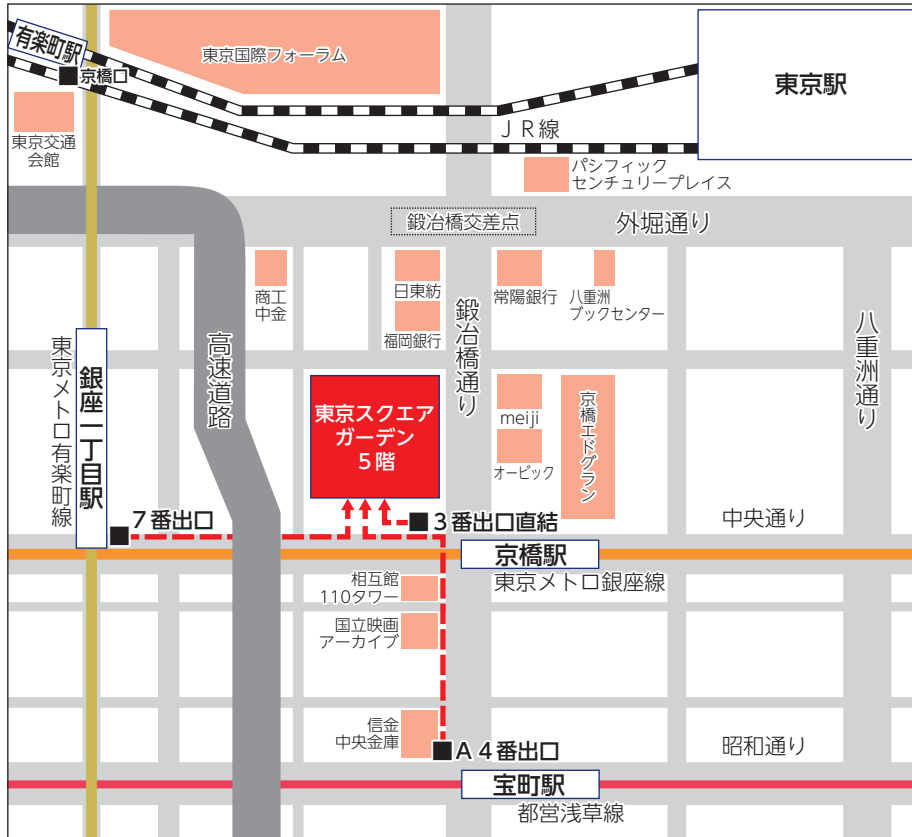 有楽町駅
京橋口
東京国際フォーラム
東京駅
東京交通
会館
JR線
パシフィック
センチュリープレイス
鍛冶橋交差点
外堀通り
商工
中金
日東紡
福岡銀行
鍛冶橋通り
常陽銀行
八重洲
ブックセンター
八重洲通り
東京メトロ有楽町線
銀座一丁目駅
高速道路
東京スクエア
ガーデン
5階
meiji
オービック
京橋エドグラン
7番出口
3番出口直結
中央通り
京橋駅
東京メトロ銀座線
相互館
110タワー
国立映画
アーカイブ
信金
中央金庫
A4番出口
昭和通り
宝町駅
都営浅草線